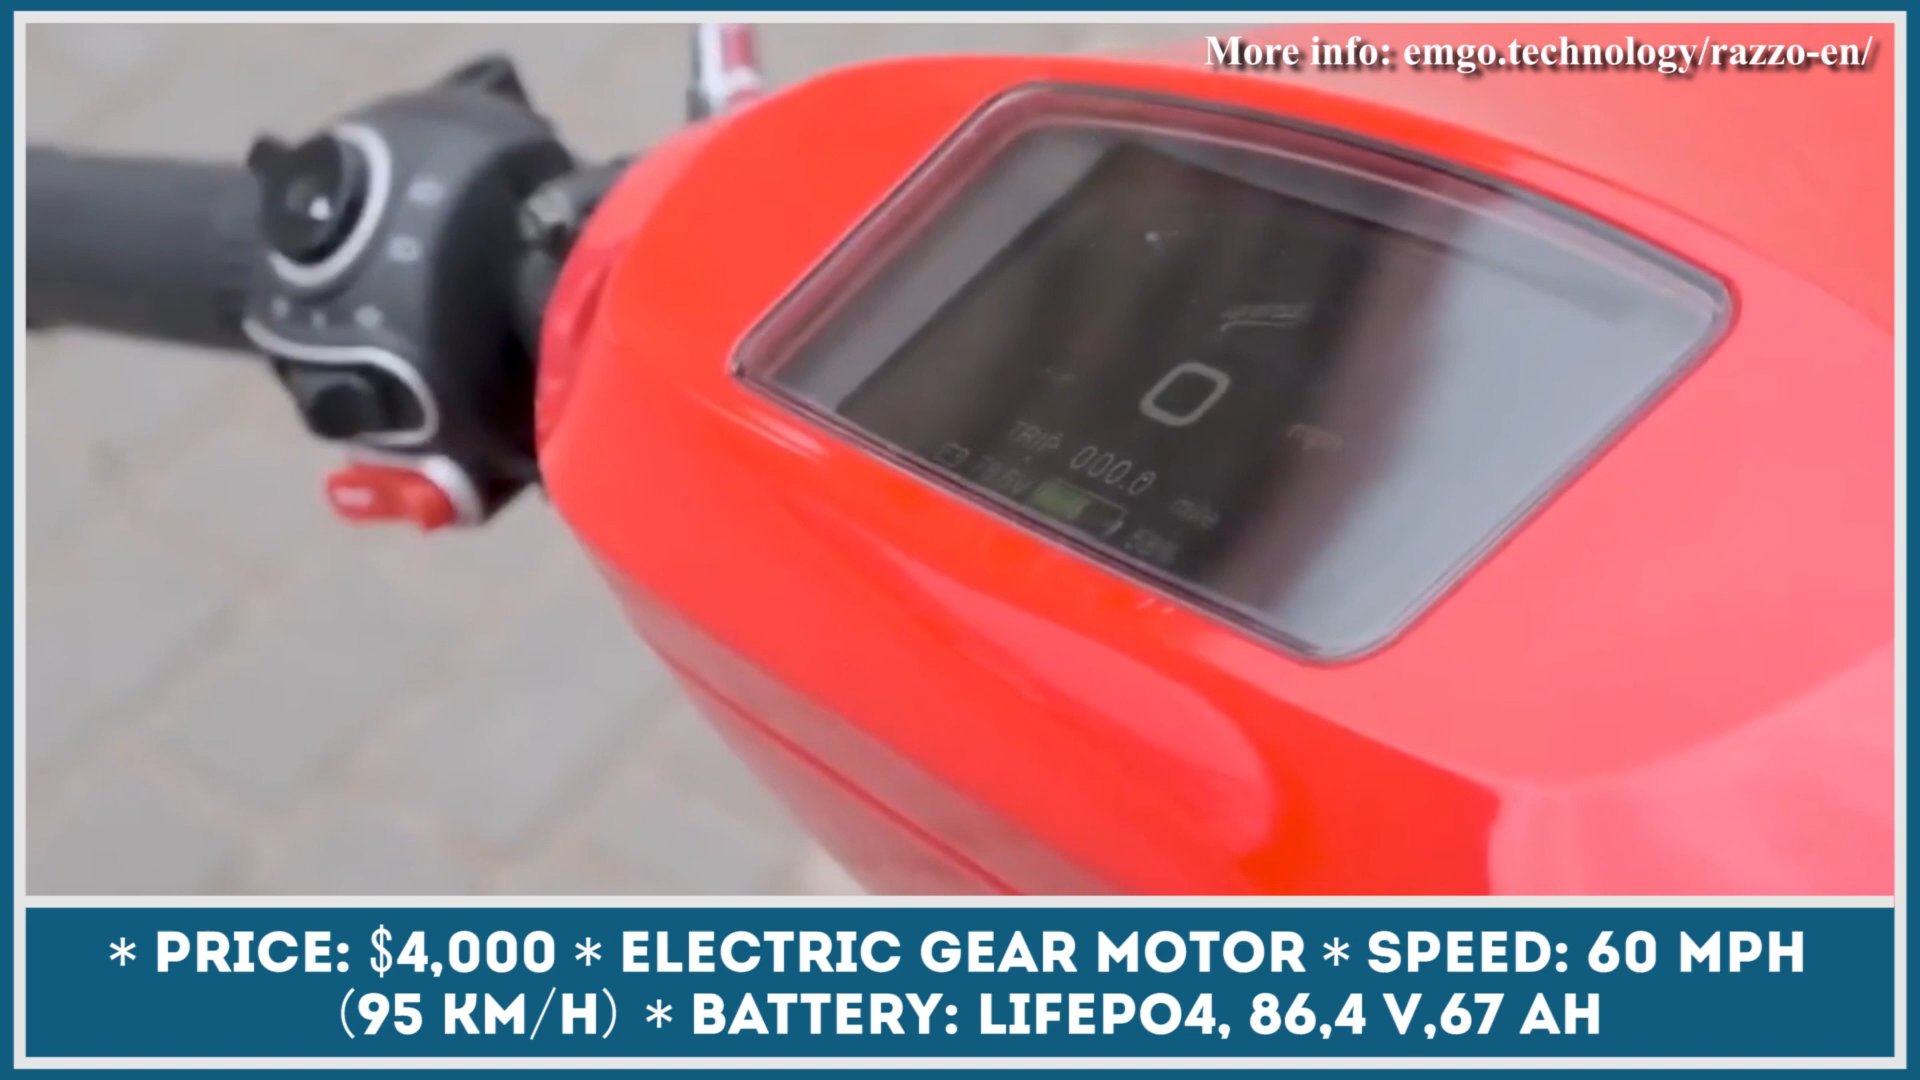 More info: emgo.technology/razzo-en/
0
TRIP 000.0 mile
* PRICE: $4,000 * ELECTRIC GEAR MOTOR * SPEED: 60 MPH
(95 KM/H) * BATTERY: LIFEPO4, 86,4 V,67 AH